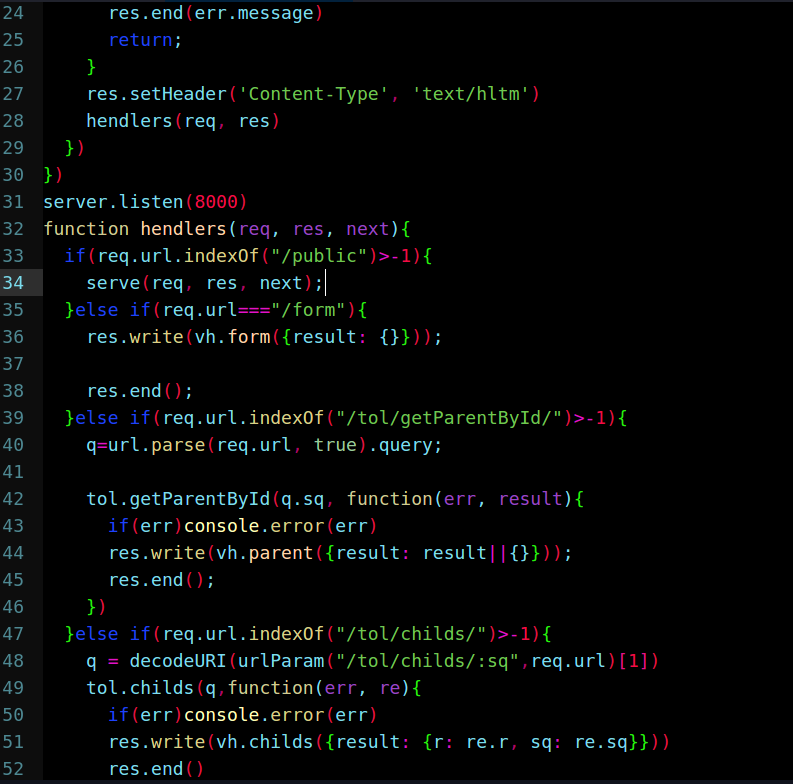 24 res.end(err.message)
25 return;
26 }
27 res.setHeader('Content-Type', 'text/hltm')
28 hendlers(req, res)
29 })
30 })
31 server.listen(8000)
32 function hendlers(req, res, next){
33 if(req.url.indexOf("/public")>-1){
34 serve(req, res, next);
35 }else if(req.url==="/form"){
36 res.write(vh.form({result: {}}));
37
38 res.end();
39 }else if(req.url.indexOf("/tol/getParentById/")>-1){
40 q=url.parse(req.url, true).query;
41
42 tol.getParentById(q.sq, function(err, result){
43 if(err)console.error(err)
44 res.write(vh.parent({result: result||{}}));
45 res.end();
46 })
47 }else if(req.url.indexOf("/tol/childs/")>-1){
48 q = decodeURI(urlParam("/tol/childs/:sq",req.url)[1])
49 tol.childs(q,function(err, re){
50 if(err)console.error(err)
51 res.write(vh.childs({result: {r: re.r, sq: re.sq}}))
52 res.end()